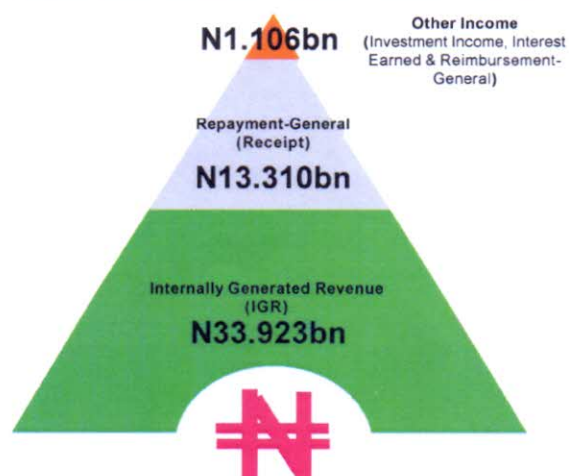 N1.106bn
Other Income
(Investment Income, Interest
Earned & Reimbursement-
General)
Repayment-General
(Receipt)
N13.310bn
Internally Generated Revenue
(IGR)
N33.923bn
₦